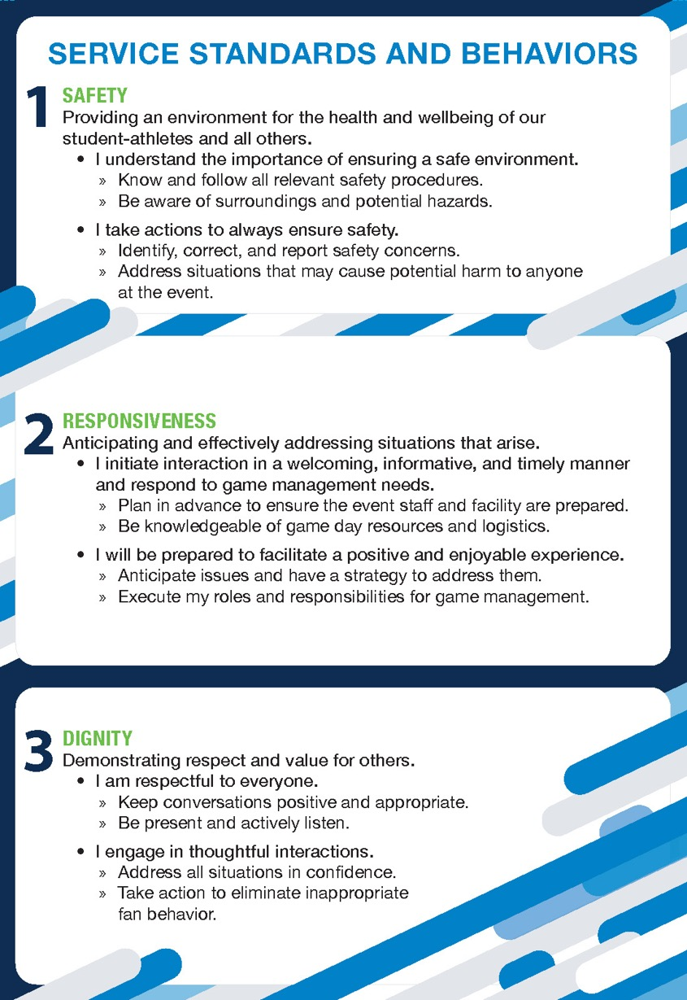 SERVICE STANDARDS AND BEHAVIORS
1 SAFETY
Providing an environment for the health and wellbeing of our
student-athletes and all others.
• I understand the importance of ensuring a safe environment.
» Know and follow all relevant safety procedures.
» Be aware of surroundings and potential hazards.
• I take actions to always ensure safety.
» Identify, correct, and report safety concerns.
» Address situations that may cause potential harm to anyone
at the event.
2 RESPONSIVENESS
Anticipating and effectively addressing situations that arise.
• I initiate interaction in a welcoming, informative, and timely manner
and respond to game management needs.
» Plan in advance to ensure the event staff and facility are prepared.
» Be knowledgeable of game day resources and logistics.
• I will be prepared to facilitate a positive and enjoyable experience.
» Anticipate issues and have a strategy to address them.
» Execute my roles and responsibilities for game management.
3 DIGNITY
Demonstrating respect and value for others.
• I am respectful to everyone.
» Keep conversations positive and appropriate.
» Be present and actively listen.
• I engage in thoughtful interactions.
» Address all situations in confidence.
» Take action to eliminate inappropriate
fan behavior.